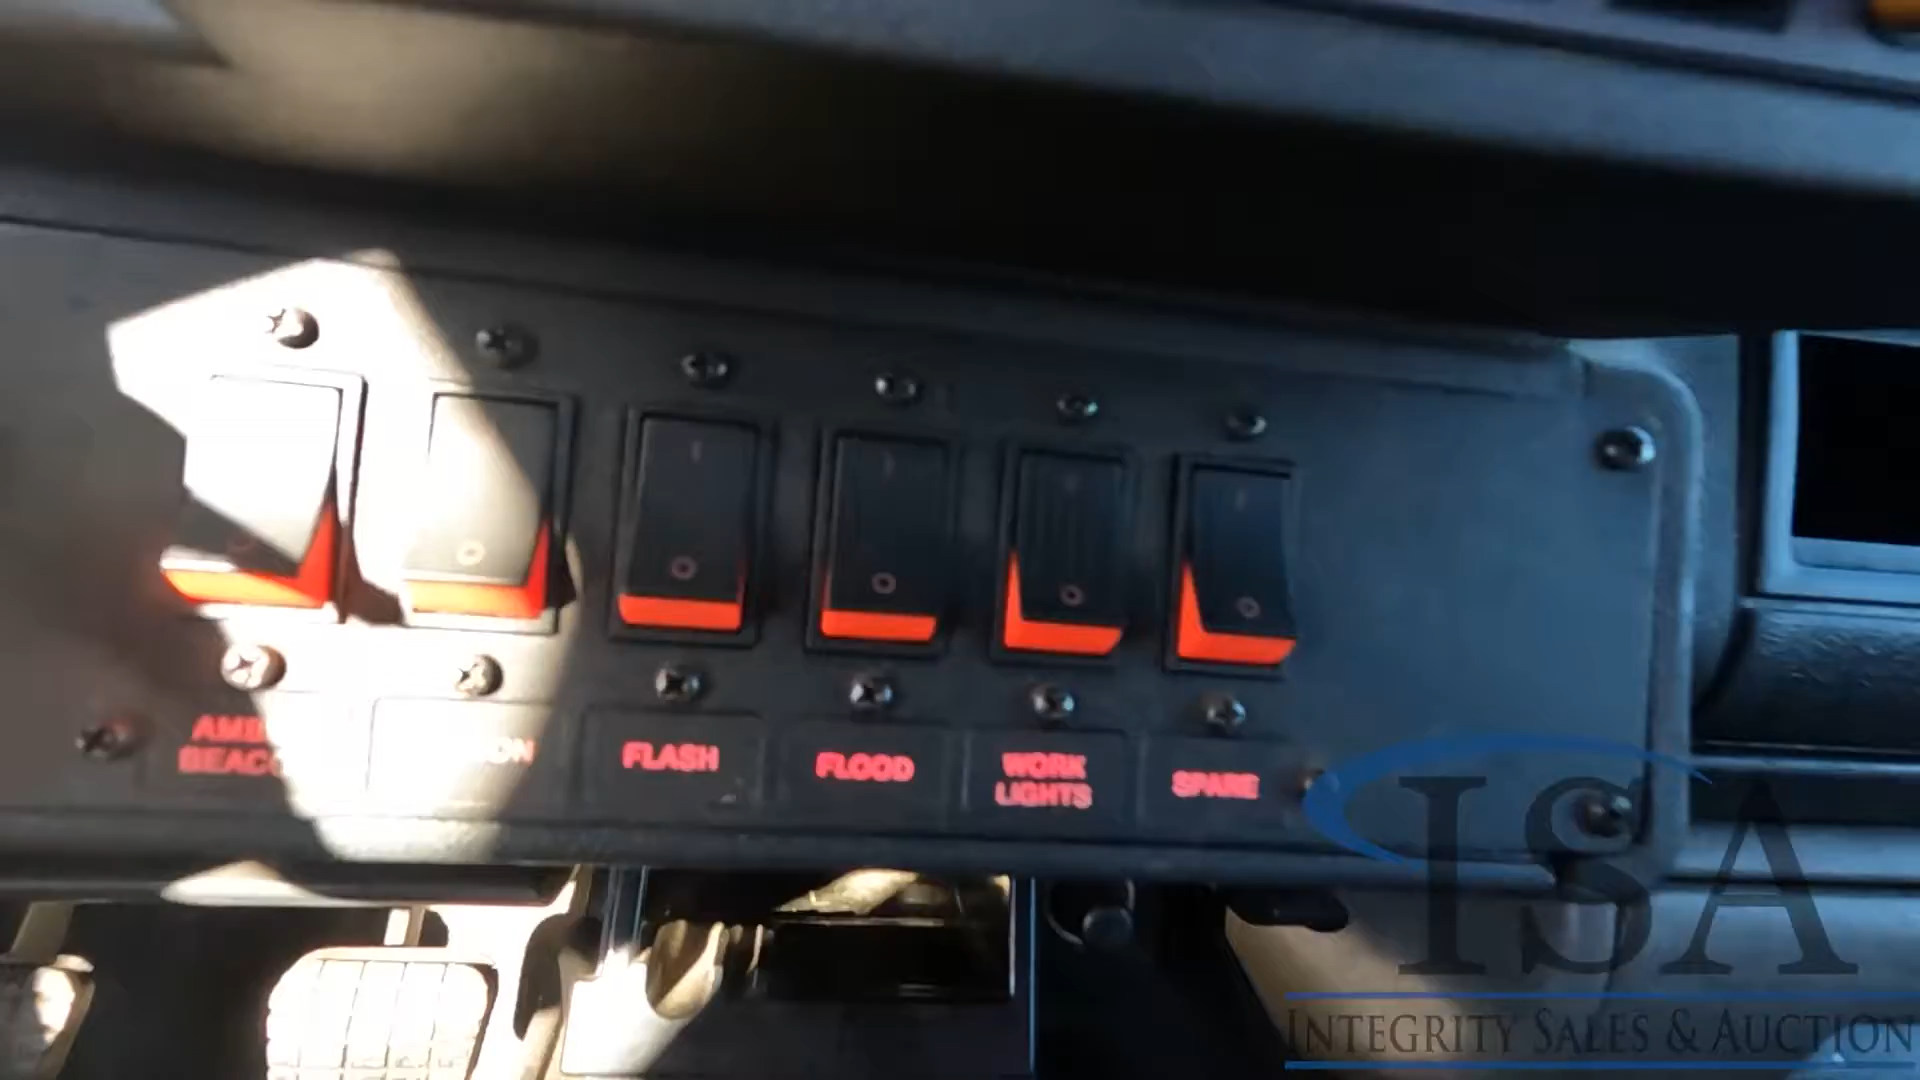 FLASH
FLOOD
WORK
LIGHTS
SPARE
ISA
INTEGRITY SALES & AUCTION